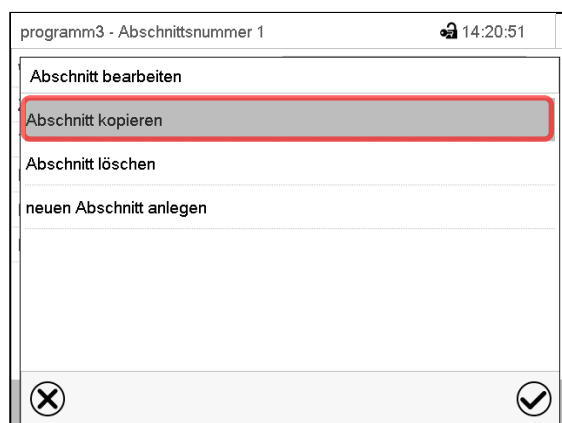 programm3 - Abschnittsnummer 1 14:20:51
Abschnitt bearbeiten
Abschnitt kopieren
Abschnitt löschen
neuen Abschnitt anlegen